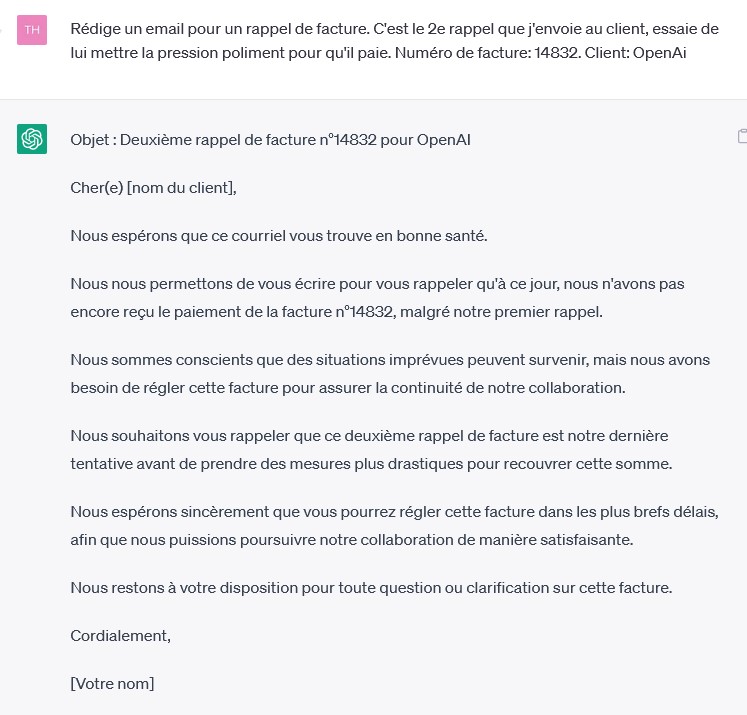 TH
Rédige un email pour un rappel de facture. C'est le 2e rappel que j'envoie au client, essaie de
lui mettre la pression poliment pour qu'il paie. Numéro de facture: 14832. Client: OpenAi
Objet : Deuxième rappel de facture n°14832 pour OpenAI
Cher(e) [nom du client],
Nous espérons que ce courriel vous trouve en bonne santé.
Nous nous permettons de vous écrire pour vous rappeler qu'à ce jour, nous n'avons pas
encore reçu le paiement de la facture n°14832, malgré notre premier rappel.
Nous sommes conscients que des situations imprévues peuvent survenir, mais nous avons
besoin de régler cette facture pour assurer la continuité de notre collaboration.
Nous souhaitons vous rappeler que ce deuxième rappel de facture est notre dernière
tentative avant de prendre des mesures plus drastiques pour recouvrer cette somme.
Nous espérons sincèrement que vous pourrez régler cette facture dans les plus brefs délais,
afin que nous puissions poursuivre notre collaboration de manière satisfaisante.
Nous restons à votre disposition pour toute question ou clarification sur cette facture.
Cordialement,
[Votre nom]